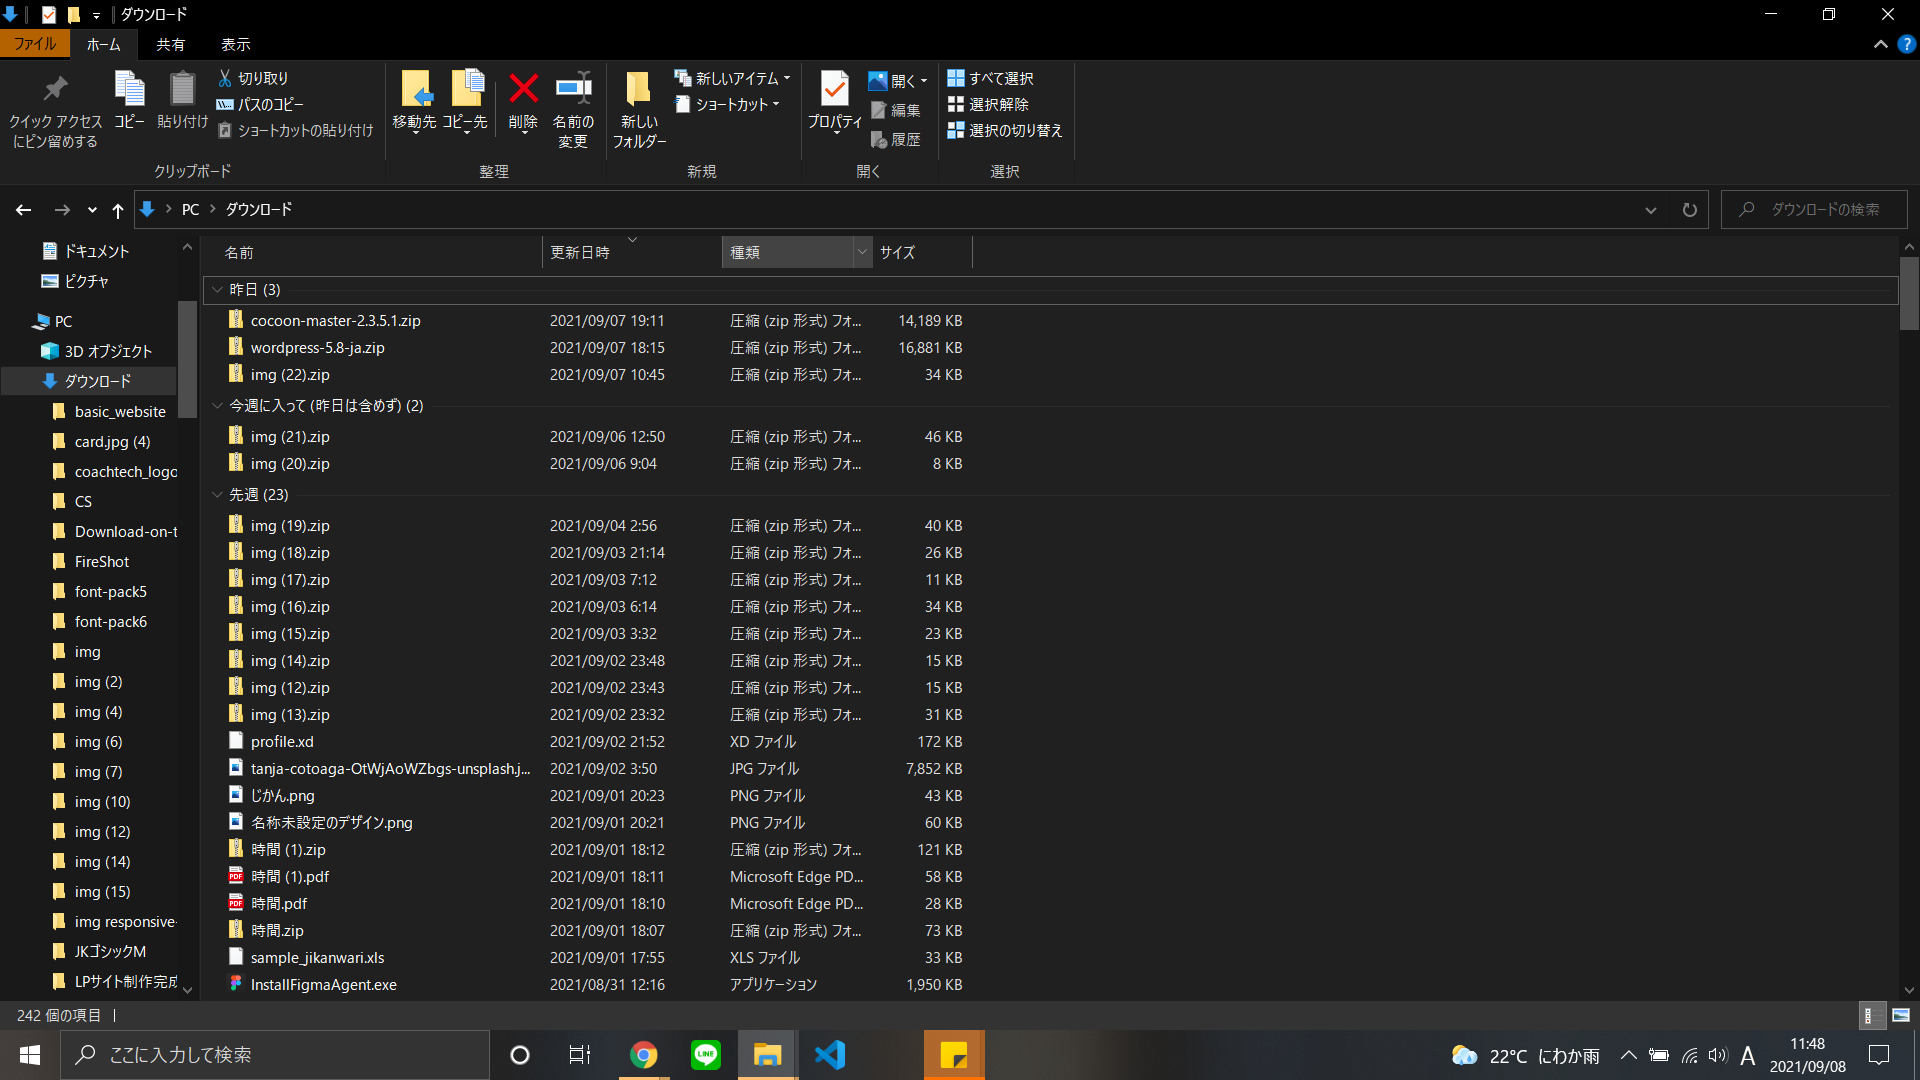 ダウンロード
ファイル ホーム 共有 表示
クイック アクセス
にピン留めする
コピー
貼り付け
切り取り
パスのコピー
ショートカットの貼り付け
クリップボード
移動先
コピー先
削除
名前の
変更
整理
新しい
フォルダー
新しいアイテム
ショートカット
新規
プロパティ
開く
編集
履歴
開く
すべて選択
選択解除
選択の切り替え
選択
PC ダウンロード
ダウンロードの検索
ドキュメント
ピクチャ
PC
3D オブジェクト
ダウンロード
basic_website
card.jpg (4)
coachtech_logo
CS
Download-on-t
FireShot
font-pack5
font-pack6
img
img (2)
img (4)
img (6)
img (7)
img (10)
img (12)
img (14)
img (15)
img responsive-
JKゴシックM
LPサイト制作完成
名前 更新日時 種類 サイズ
昨日 (3)
cocoon-master-2.3.5.1.zip 2021/09/07 19:11 圧縮 (zip 形式) フォ... 14,189 KB
wordpress-5.8-ja.zip 2021/09/07 18:15 圧縮 (zip 形式) フォ... 16,881 KB
img (22).zip 2021/09/07 10:45 圧縮 (zip 形式) フォ... 34 KB
今週に入って (昨日は含めず) (2)
img (21).zip 2021/09/06 12:50 圧縮 (zip 形式) フォ... 46 KB
img (20).zip 2021/09/06 9:04 圧縮 (zip 形式) フォ... 8 KB
先週 (23)
img (19).zip 2021/09/04 2:56 圧縮 (zip 形式) フォ... 40 KB
img (18).zip 2021/09/03 21:14 圧縮 (zip 形式) フォ... 26 KB
img (17).zip 2021/09/03 7:12 圧縮 (zip 形式) フォ... 11 KB
img (16).zip 2021/09/03 6:14 圧縮 (zip 形式) フォ... 34 KB
img (15).zip 2021/09/03 3:32 圧縮 (zip 形式) フォ... 23 KB
img (14).zip 2021/09/02 23:48 圧縮 (zip 形式) フォ... 15 KB
img (12).zip 2021/09/02 23:43 圧縮 (zip 形式) フォ... 15 KB
img (13).zip 2021/09/02 23:32 圧縮 (zip 形式) フォ... 31 KB
profile.xd 2021/09/02 21:52 XD ファイル 172 KB
tanja-cotoaga-OtWjAoWZbgs-unsplash.j... 2021/09/02 3:50 JPG ファイル 7,852 KB
じかん.png 2021/09/01 20:23 PNG ファイル 43 KB
名称未設定のデザイン.png 2021/09/01 20:21 PNG ファイル 60 KB
時間 (1).zip 2021/09/01 18:12 圧縮 (zip 形式) フォ... 121 KB
時間 (1).pdf 2021/09/01 18:11 Microsoft Edge PD... 58 KB
時間.pdf 2021/09/01 18:10 Microsoft Edge PD... 28 KB
時間.zip 2021/09/01 18:07 圧縮 (zip 形式) フォ... 73 KB
sample_jikanwari.xls 2021/09/01 17:55 XLS ファイル 33 KB
InstallFigmaAgent.exe 2021/08/31 12:16 アプリケーション 1,950 KB
242 個の項目
ここに入力して検索
LINE
22°C にわか雨
A
11:48
2021/09/08